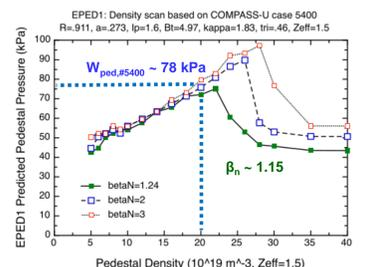 EPED1: Density scan based on COMPASS-U case 5400
R=.911, a=.273, Ip=1.6, Bt=4.97, kappa=1.83, tri=.46, Zeff=1.5
EPED1 Predicted Pedestal Pressure (kPa)
100
90
80
70
60
50
40
30
20
10
0
Wped,#5400 ~ 78 kPa
βn ~ 1.15
betaN=1.24
betaN=2
betaN=3
0 5 10 15 20 25 30 35 40
Pedestal Density (10^19 m^-3, Zeff=1.5)